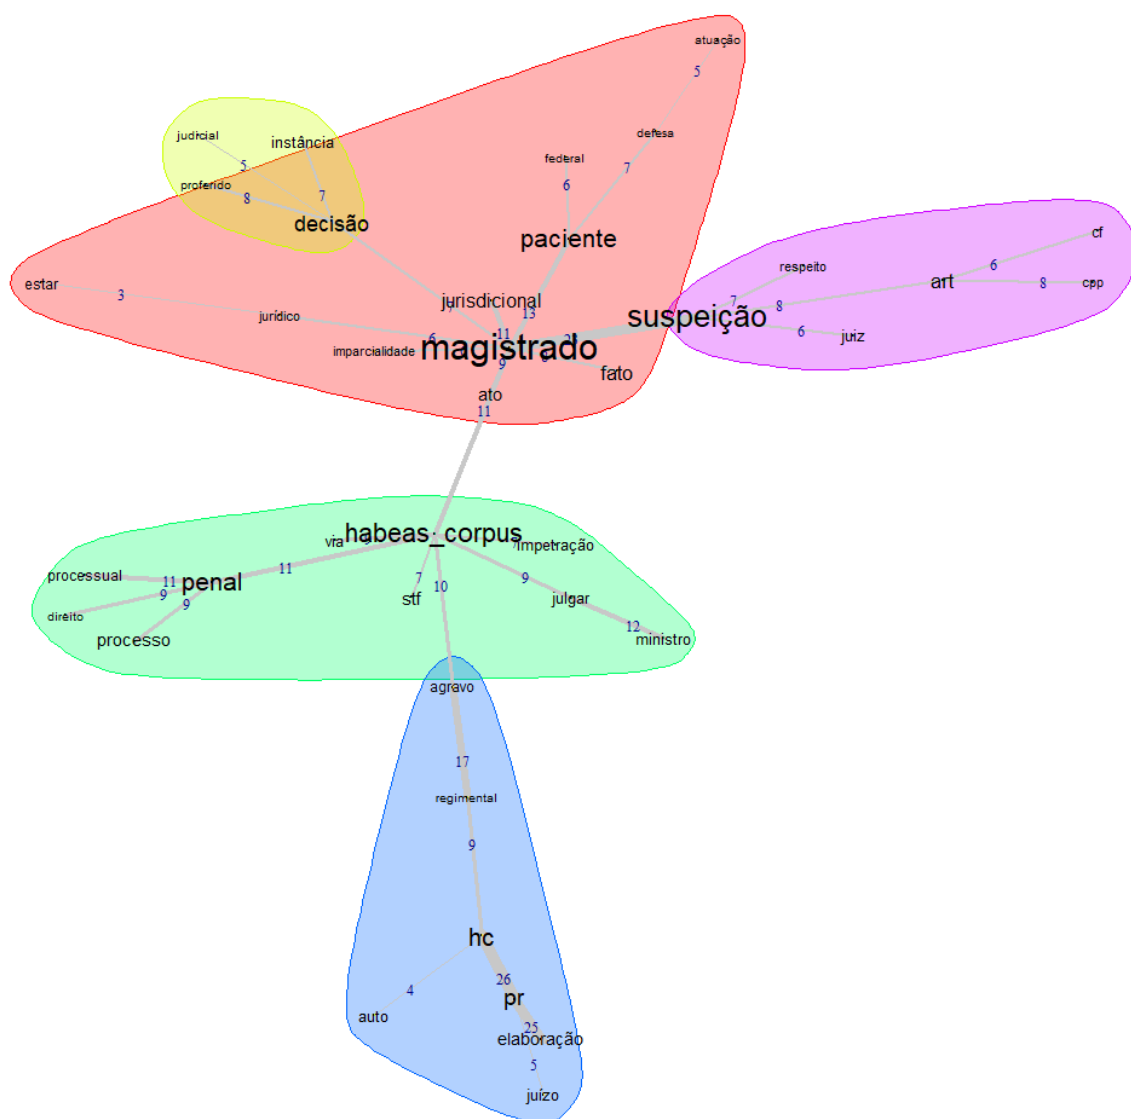 atuação
5
judicial
instância
defesa
federal
5
7
proferido
8
7
6
decisão
paciente
cf
respeito
6
estar
3
jurisdicional
art
8
cpp
jurídico
7
13
suspeição
7
8
6
11
imparcialidade
magistrado
6
juiz
9
fato
ato
11
habeas_corpus
via
impetração
processual
11
penal
11
7
10
9
direito
9
9
stf
julgar
processo
12
ministro
agravo
17
regimental
9
hc
26
4
pr
auto
25
elaboração
5
juízo